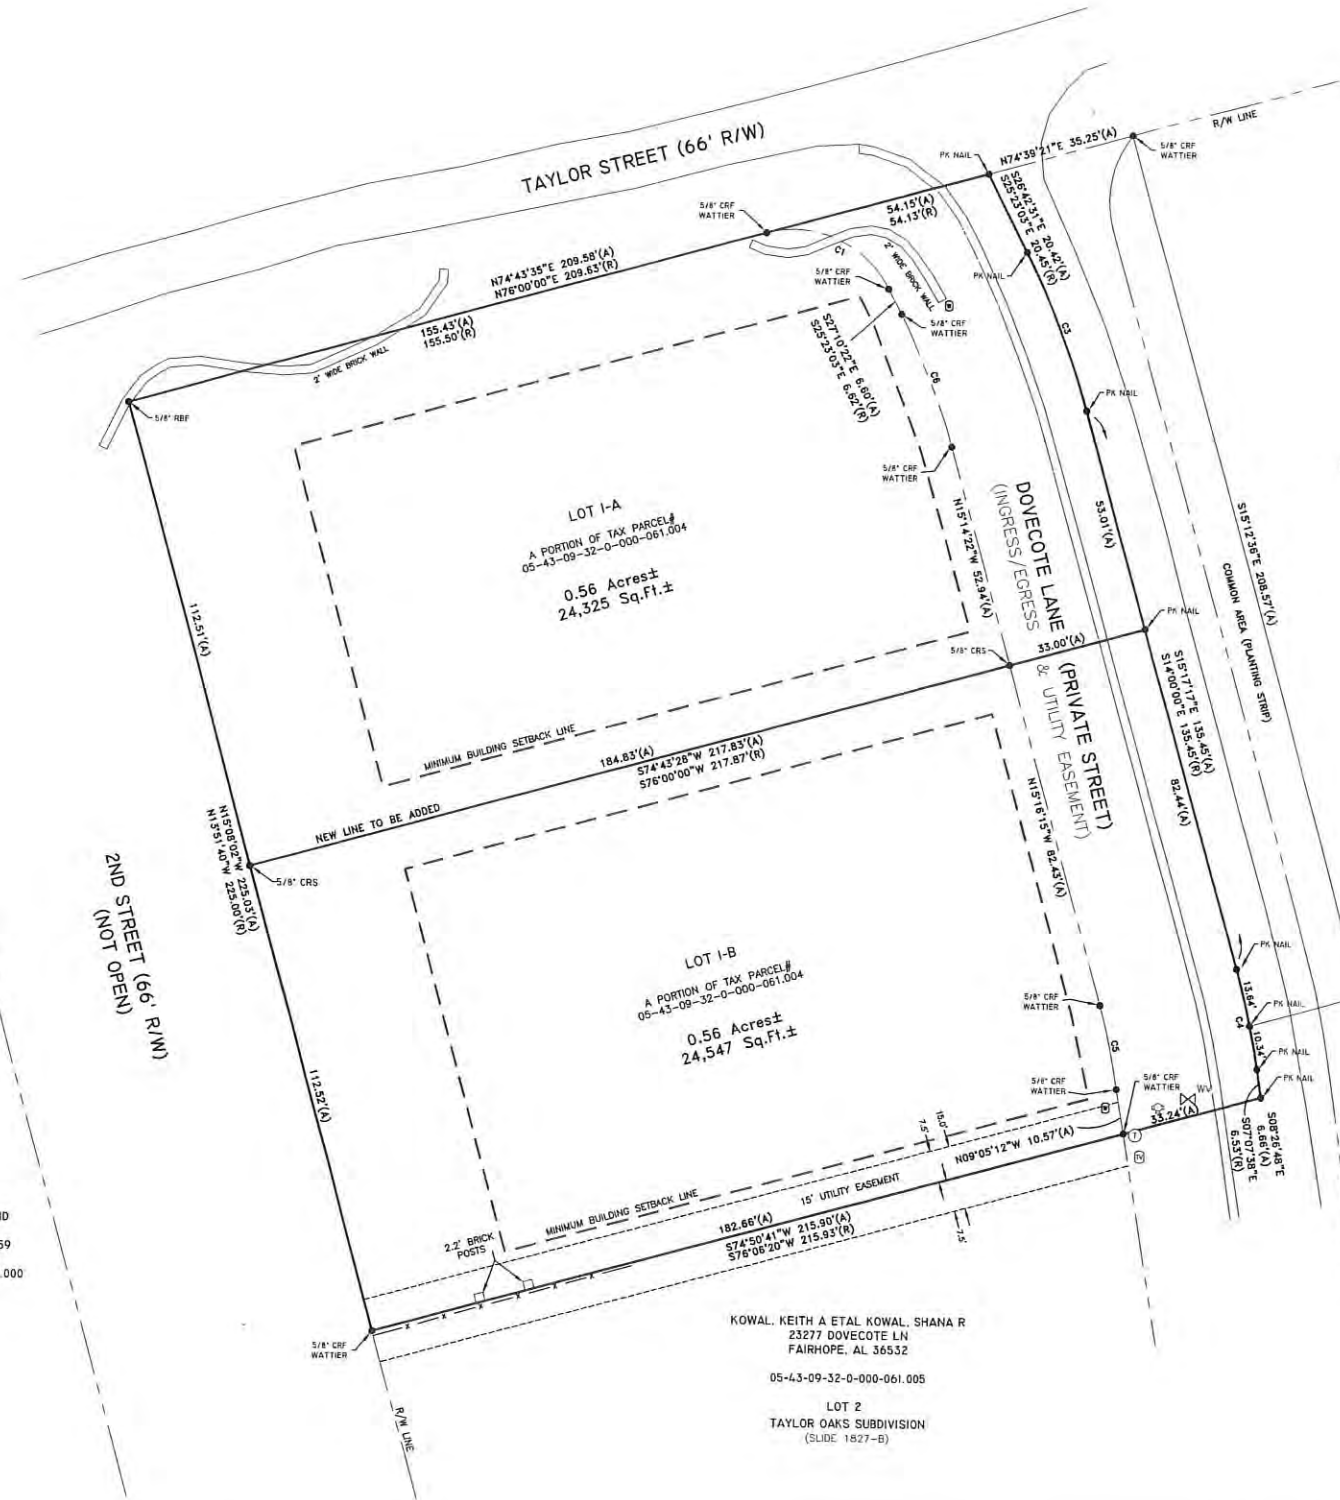 TAYLOR STREET (66' R/W)
R/W LINE
N74°39'21"E 35.25'(A)
PK NAIL
5/8" CRF
WATTIER
5/8" CRF
WATTIER
54.15'(A)
54.13'(R)
S26°42'31"E 20.42'(A)
S25°23'03"E 20.45'(R)
PK NAIL
N74°43'35"E 209.58'(A)
N76°00'00"E 209.63'(R)
C1
2' WIDE BRICK WALL
5/8" CRF
WATTIER
5/8" CRF
WATTIER
155.43'(A)
155.50'(R)
2' WIDE BRICK WALL
S27°10'22"E 6.60'(A)
S25°23'03"E 6.62'(R)
C3
C6
5/8" RBF
PK NAIL
5/8" CRF
WATTIER
LOT 1-A
A PORTION OF TAX PARCEL#
05-43-09-32-0-000-061.004
0.56 Acres±
24,325 Sq.Ft.±
N15°14'22"W 52.94'(A)
DOVECOTE LANE
(PRIVATE STREET)
(INGRESS/EGRESS
& UTILITY EASEMENT)
53.01'(A)
S15°12'36"E 208.57'(A)
COMMON AREA (PLANTING STRIP)
112.51'(A)
PK NAIL
33.00'(A)
5/8" CRS
S15°17'17"E 135.45'(A)
S14°00'00"E 135.45'(R)
MINIMUM BUILDING SETBACK LINE
184.83'(A)
S74°43'28"W 217.83'(A)
S76°00'00"W 217.87'(R)
NEW LINE TO BE ADDED
82.44'(A)
N15°16'15"W 82.43'(A)
N15°08'02"W 225.03'(A)
N13°51'40"W 225.00'(R)
5/8" CRS
2ND STREET (66' R/W)
(NOT OPEN)
LOT 1-B
A PORTION OF TAX PARCEL#
05-43-09-32-0-000-061.004
0.56 Acres±
24,547 Sq.Ft.±
PK NAIL
13.64'
5/8" CRF
WATTIER
PK NAIL
C4
10.34'
C5
PK NAIL
5/8" CRF
WATTIER
5/8" CRF
WATTIER
PK NAIL
WV
112.52'(A)
33.24'(A)
7.5'
15.0'
N09°05'12"W 10.57'(A)
T
TV
S08°26'48"E
6.66'(A)
S07°07'38"E
6.53'(R)
15' UTILITY EASEMENT
MINIMUM BUILDING SETBACK LINE
182.66'(A)
S74°50'41"W 215.90'(A)
S76°06'20"W 215.93'(R)
7.5'
2.2' BRICK
POSTS
ID
59
.000
5/8" CRF
WATTIER
KOWAL, KEITH A ETAL KOWAL, SHANA R
23277 DOVECOTE LN
FAIRHOPE, AL 36532
05-43-09-32-0-000-061.005
LOT 2
TAYLOR OAKS SUBDIVISION
(SLIDE 1827-B)
R/W LINE